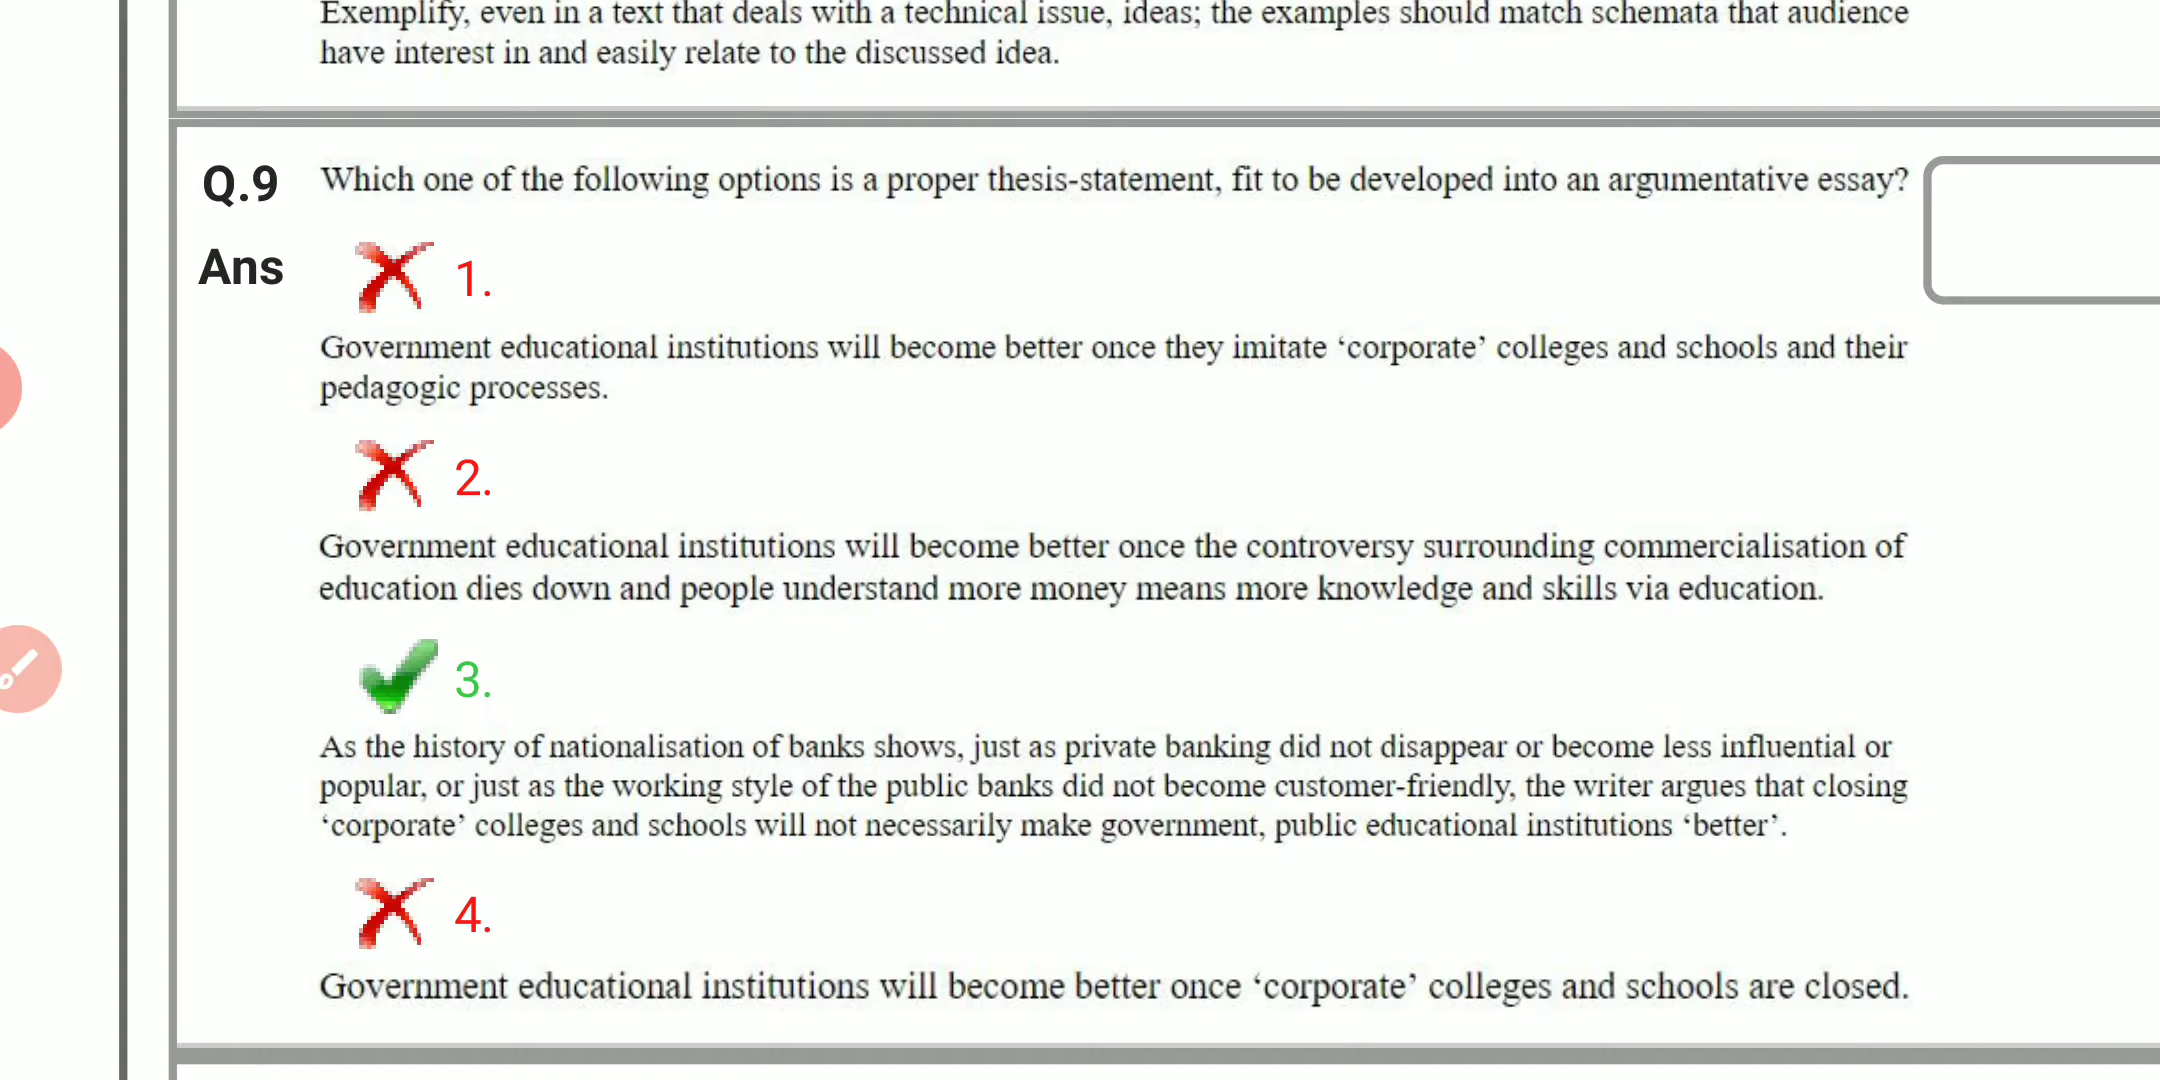 Exemplify, even in a text that deals with a technical issue, ideas; the examples should match schemata that audience
have interest in and easily relate to the discussed idea.
Q.9 Which one of the following options is a proper thesis-statement, fit to be developed into an argumentative essay?
Ans 1.
Government educational institutions will become better once they imitate ‘corporate’ colleges and schools and their
pedagogic processes.
2.
Government educational institutions will become better once the controversy surrounding commercialisation of
education dies down and people understand more money means more knowledge and skills via education.
3.
As the history of nationalisation of banks shows, just as private banking did not disappear or become less influential or
popular, or just as the working style of the public banks did not become customer-friendly, the writer argues that closing
‘corporate’ colleges and schools will not necessarily make government, public educational institutions ‘better’.
4.
Government educational institutions will become better once ‘corporate’ colleges and schools are closed.